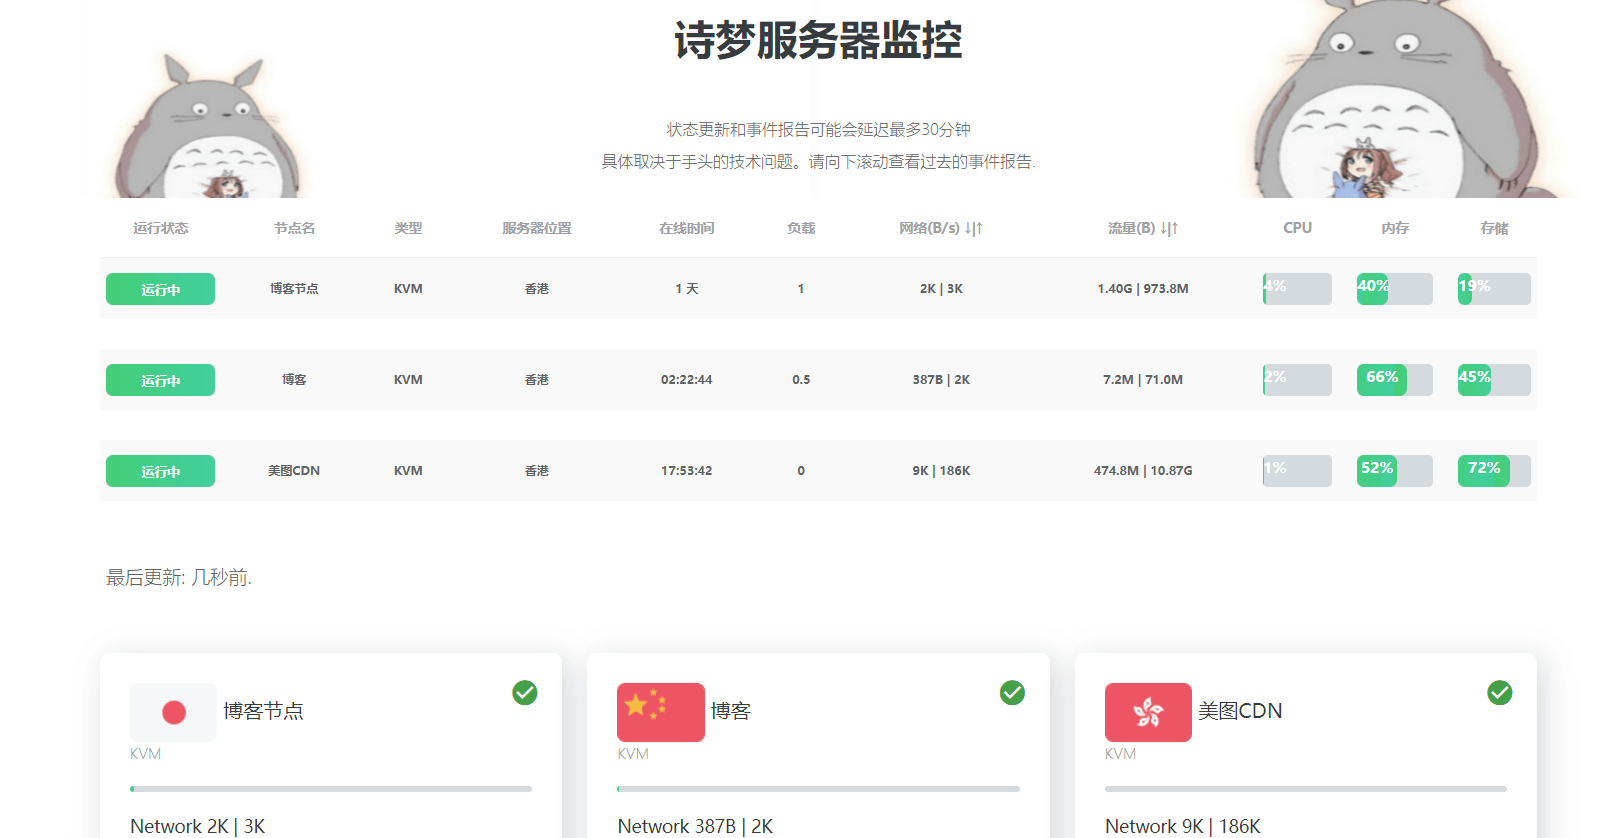 诗梦服务器监控
状态更新和事件报告可能会延迟最多30分钟
具体取决于手头的技术问题。请向下滚动查看过去的事件报告.
运行状态 节点名 类型 服务器位置 在线时间 负载 网络(B/s) ↓|↑ 流量(B) ↓|↑ CPU 内存 存储
运行中 博客节点 KVM 香港 1 天 1 2K | 3K 1.40G | 973.8M 4% 40% 19%
运行中 博客 KVM 香港 02:22:44 0.5 387B | 2K 7.2M | 71.0M 2% 66% 45%
运行中 美图CDN KVM 香港 17:53:42 0 9K | 186K 474.8M | 10.87G 1% 52% 72%
最后更新: 几秒前.
博客节点 博客 美图CDN
KVM KVM KVM
Network 2K | 3K Network 387B | 2K Network 9K | 186K